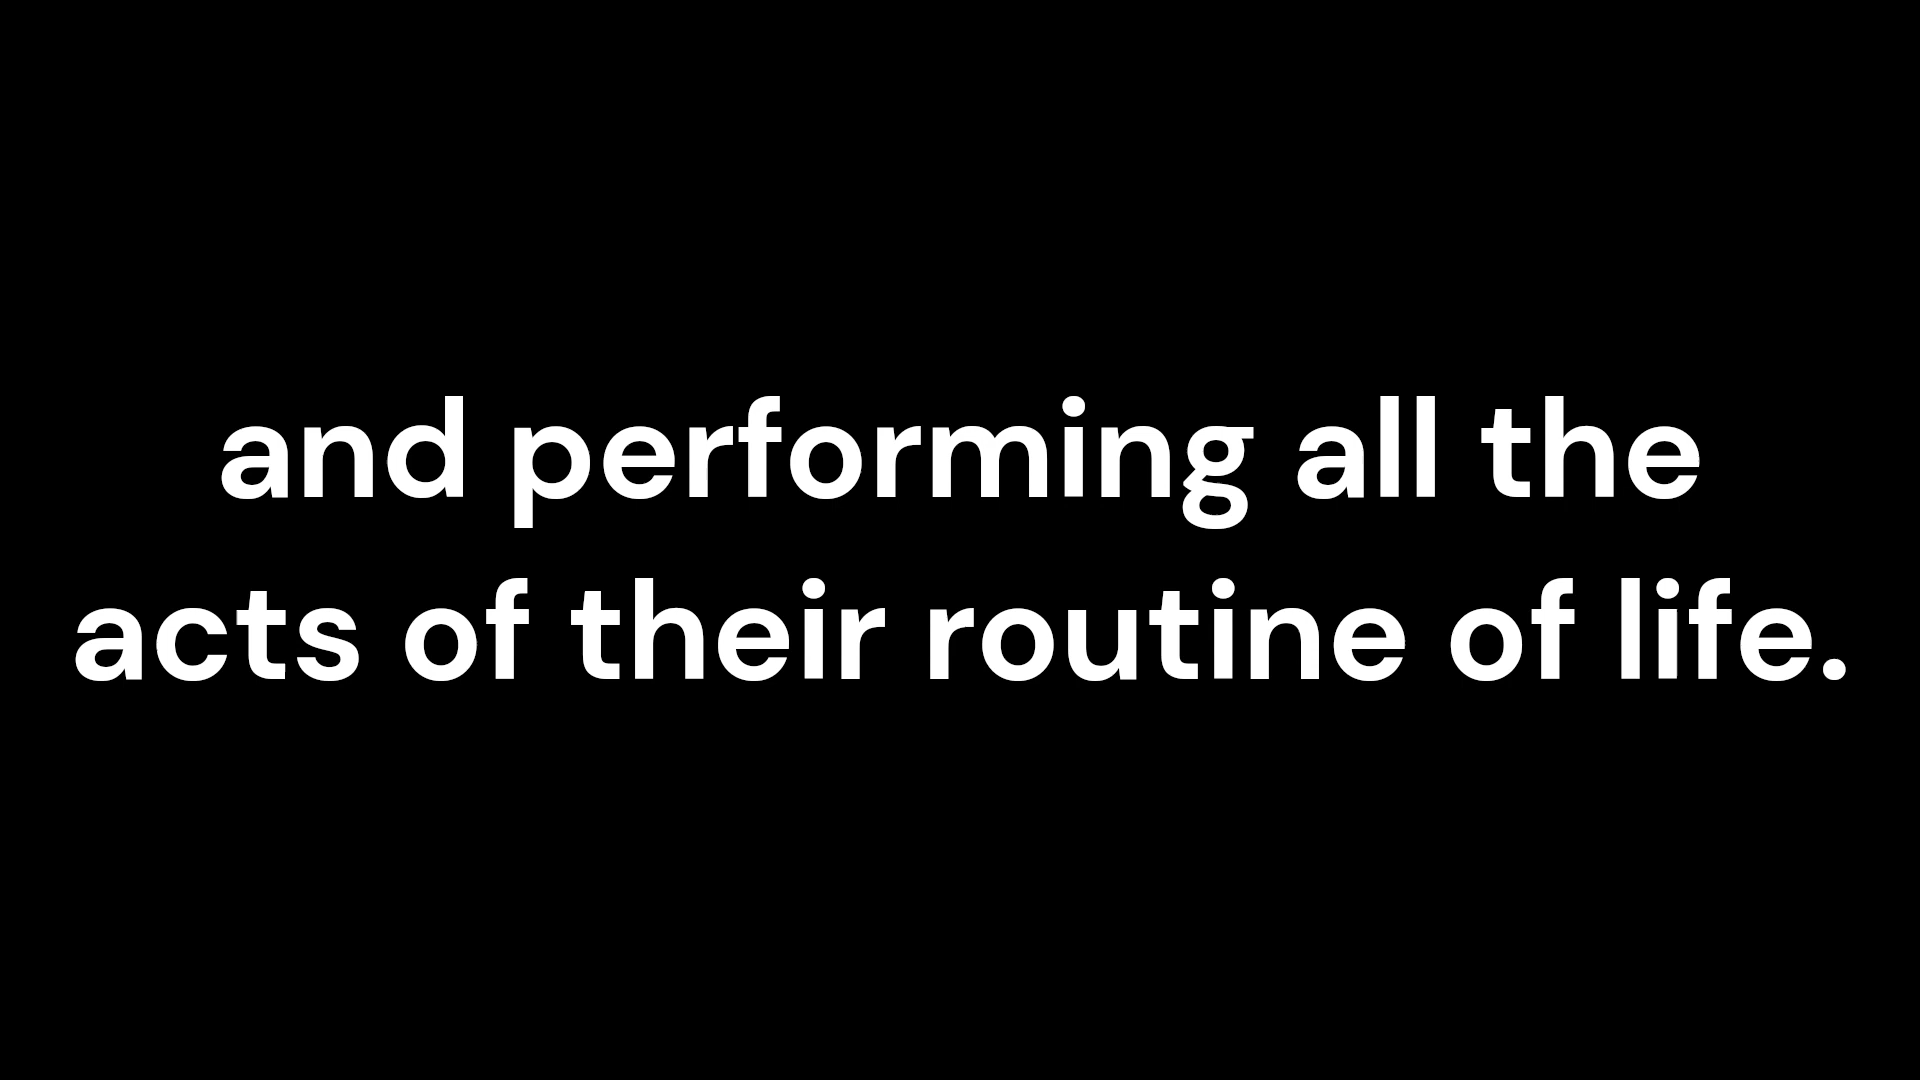 and performing all the
acts of their routine of life.